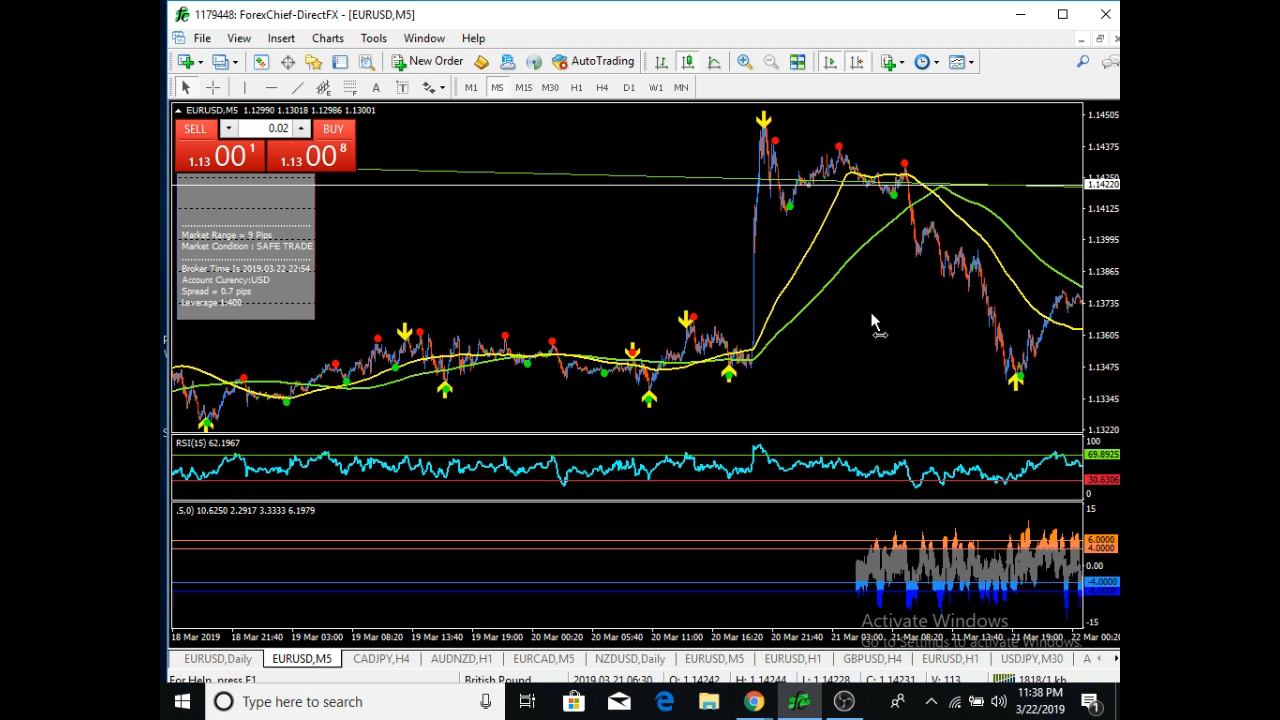 1179448: ForexChief-DirectFX - [EURUSD,M5]
File View Insert Charts Tools Window Help
New Order AutoTrading
A T M1 M5 M15 M30 H1 H4 D1 W1 MN
EURUSD,M5 1.12990 1.13018 1.12986 1.13001
SELL 0.02 BUY
1.13 00 1 1.13 00 8
Market Range = 9 Pips
Market Condition : SAFE TRADE
Broker Time Is 2019.03.22 22:54
Account Curency:USD
Spread = 0.7 pips
Leverage 1:400
1.14505
1.14375
1.14250
1.14220
1.14125
1.13995
1.13865
1.13735
1.13605
1.13475
1.13345
1.13220
RSI(15) 62.1967
100
69.8925
30.6306
0
.5,0) 10.6250 2.2917 3.3333 6.1979
15
6.0000
4.0000
0.00
-4.0000
-15
Activate Windows
Go to Settings to activate Windows.
18 Mar 2019 18 Mar 21:40 19 Mar 03:00 19 Mar 08:20 19 Mar 13:40 19 Mar 19:00 20 Mar 00:20 20 Mar 05:40 20 Mar 11:00 20 Mar 16:20 20 Mar 21:40 21 Mar 03:00 21 Mar 08:20 21 Mar 13:40 21 Mar 19:00 22 Mar 00:20
EURUSD,Daily EURUSD,M5 CADJPY,H4 AUDNZD,H1 EURCAD,M5 NZDUSD,Daily EURUSD,M5 EURUSD,H1 GBPUSD,H4 EURUSD,H1 USDJPY,M30 A
For Help, press F1 British Pound 2019.03.21 06:30 O: 1.14242 H: 1.14244 L: 1.14228 C: 1.14231 V: 113 1818/1 kb
Type here to search
11:38 PM
3/22/2019
1